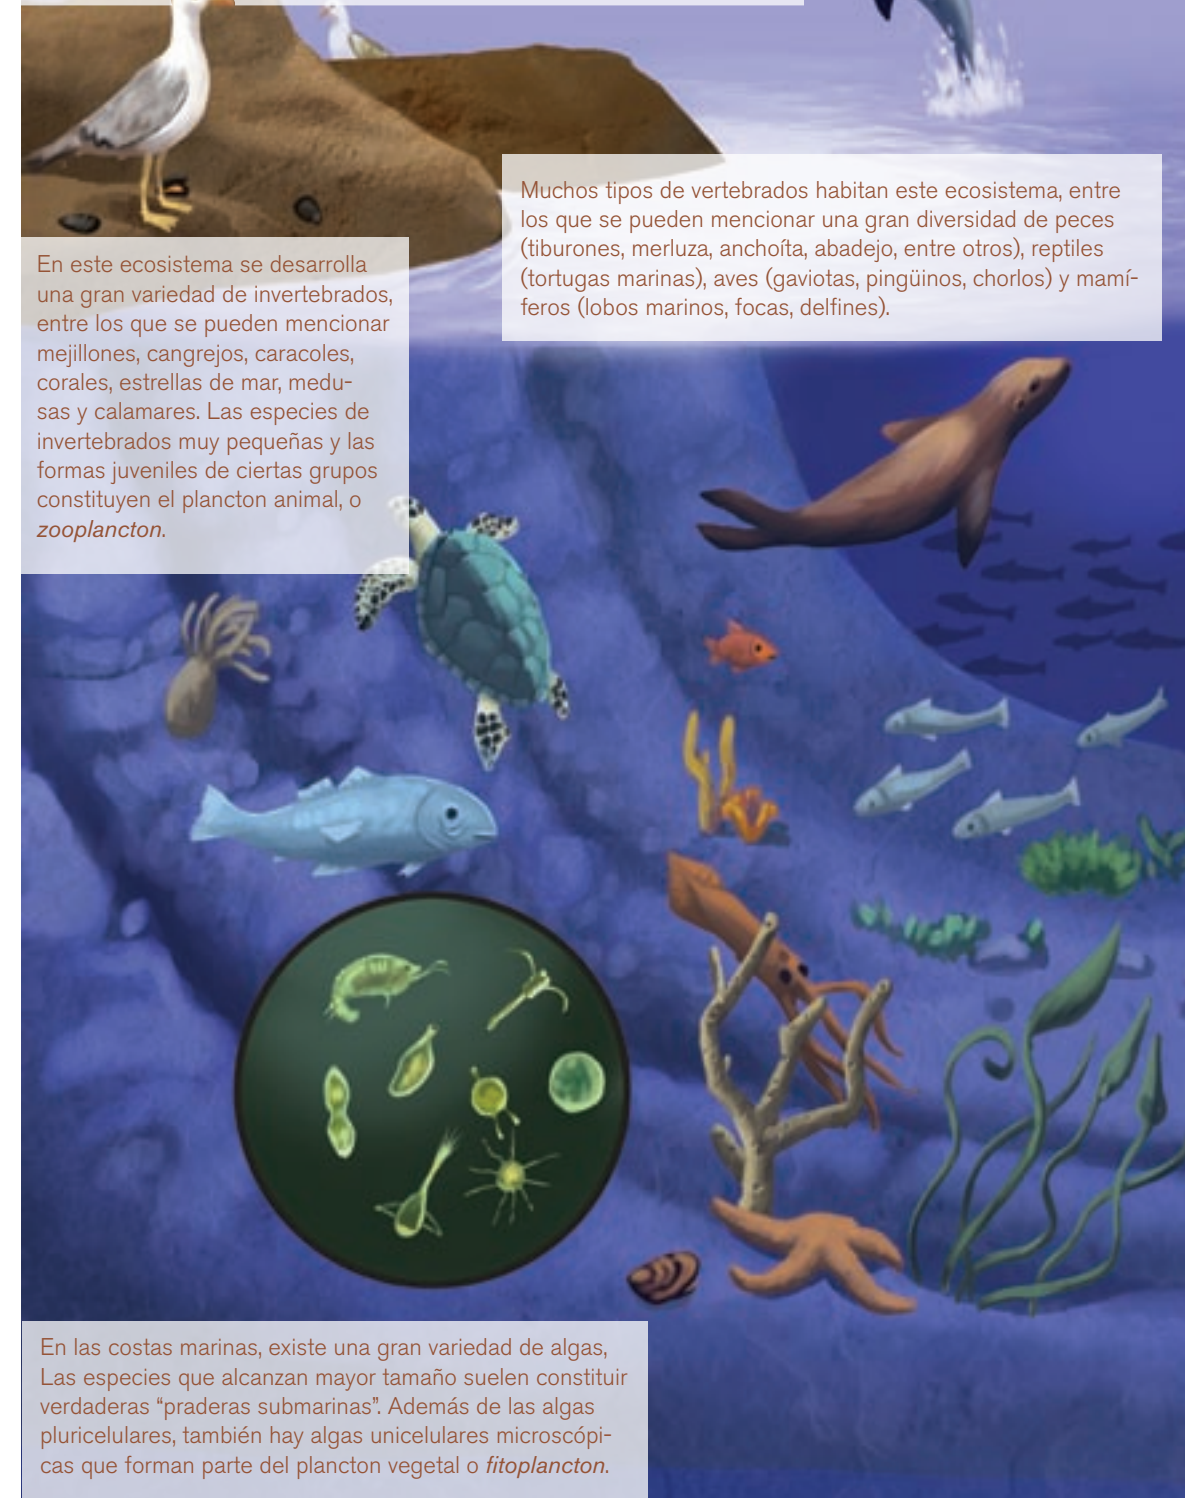 Muchos tipos de vertebrados habitan este ecosistema, entre
los que se pueden mencionar una gran diversidad de peces
(tiburones, merluza, anchoíta, abadejo, entre otros), reptiles
(tortugas marinas), aves (gaviotas, pingüinos, chorlos) y mamí-
feros (lobos marinos, focas, delfines).
En este ecosistema se desarrolla
una gran variedad de invertebrados,
entre los que se pueden mencionar
mejillones, cangrejos, caracoles,
corales, estrellas de mar, medu-
sas y calamares. Las especies de
invertebrados muy pequeñas y las
formas juveniles de ciertas grupos
constituyen el plancton animal, o
zooplancton.
En las costas marinas, existe una gran variedad de algas,
Las especies que alcanzan mayor tamaño suelen constituir
verdaderas “praderas submarinas”. Además de las algas
pluricelulares, también hay algas unicelulares microscópi-
cas que forman parte del plancton vegetal o fitoplancton.